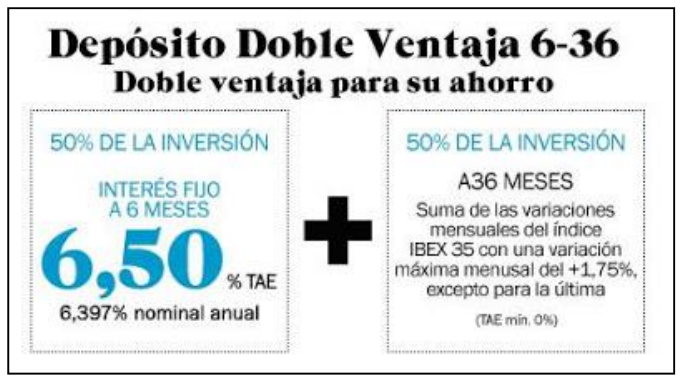 Depósito Doble Ventaja 6-36
Doble ventaja para su ahorro
50% DE LA INVERSIÓN
INTERÉS FIJO
A 6 MESES
6,50 % TAE
6,397% nominal anual
+
50% DE LA INVERSIÓN
A36 MESES
Suma de las variaciones
mensuales del índice
IBEX 35 con una variación
máxima menusal del +1,75%,
excepto para la última
(TAE mín. 0%)